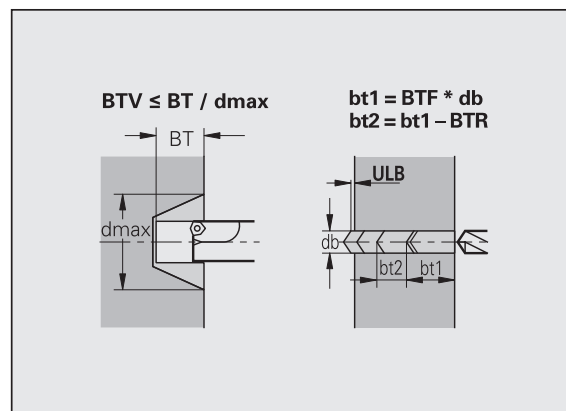 BTV ≤ BT / dmax
BT
dmax
bt1 = BTF * db
bt2 = bt1 – BTR
ULB
db
bt2
bt1